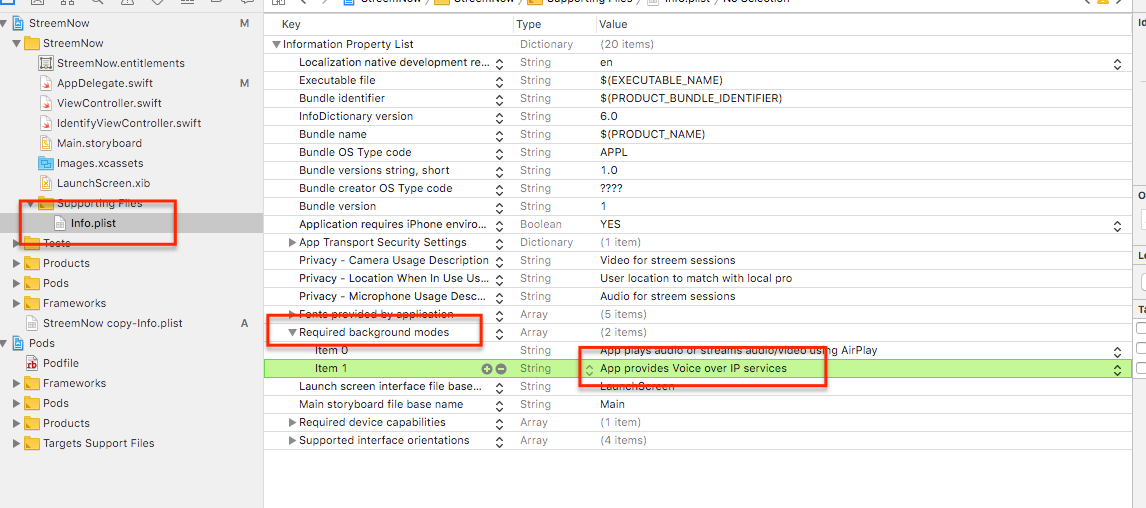 StreemNow
StreemNow
Supporting Files
Info.plist
No Selection
StreemNow M
StreemNow
StreemNow.entitlements
AppDelegate.swift M
ViewController.swift
IdentifyViewController.swift
Main.storyboard
Images.xcassets
LaunchScreen.xib
Supporting Files
Info.plist
Tests
Products
Pods
Frameworks
StreemNow copy-Info.plist A
Pods
Podfile
Frameworks
Pods
Products
Targets Support Files
Key Type Value
Information Property List Dictionary (20 items)
Localization native development re... String en
Executable file String $(EXECUTABLE_NAME)
Bundle identifier String $(PRODUCT_BUNDLE_IDENTIFIER)
InfoDictionary version String 6.0
Bundle name String $(PRODUCT_NAME)
Bundle OS Type code String APPL
Bundle versions string, short String 1.0
Bundle creator OS Type code String ????
Bundle version String 1
Application requires iPhone enviro... Boolean YES
App Transport Security Settings Dictionary (1 item)
Privacy - Camera Usage Description String Video for streem sessions
Privacy - Location When In Use Us... String User location to match with local pro
Privacy - Microphone Usage Desc... String Audio for streem sessions
Fonts provided by application Array (5 items)
Required background modes Array (2 items)
Item 0 String App plays audio or streams audio/video using AirPlay
Item 1 String App provides Voice over IP services
Launch screen interface file base... String LaunchScreen
Main storyboard file base name String Main
Required device capabilities Array (1 item)
Supported interface orientations Array (4 items)